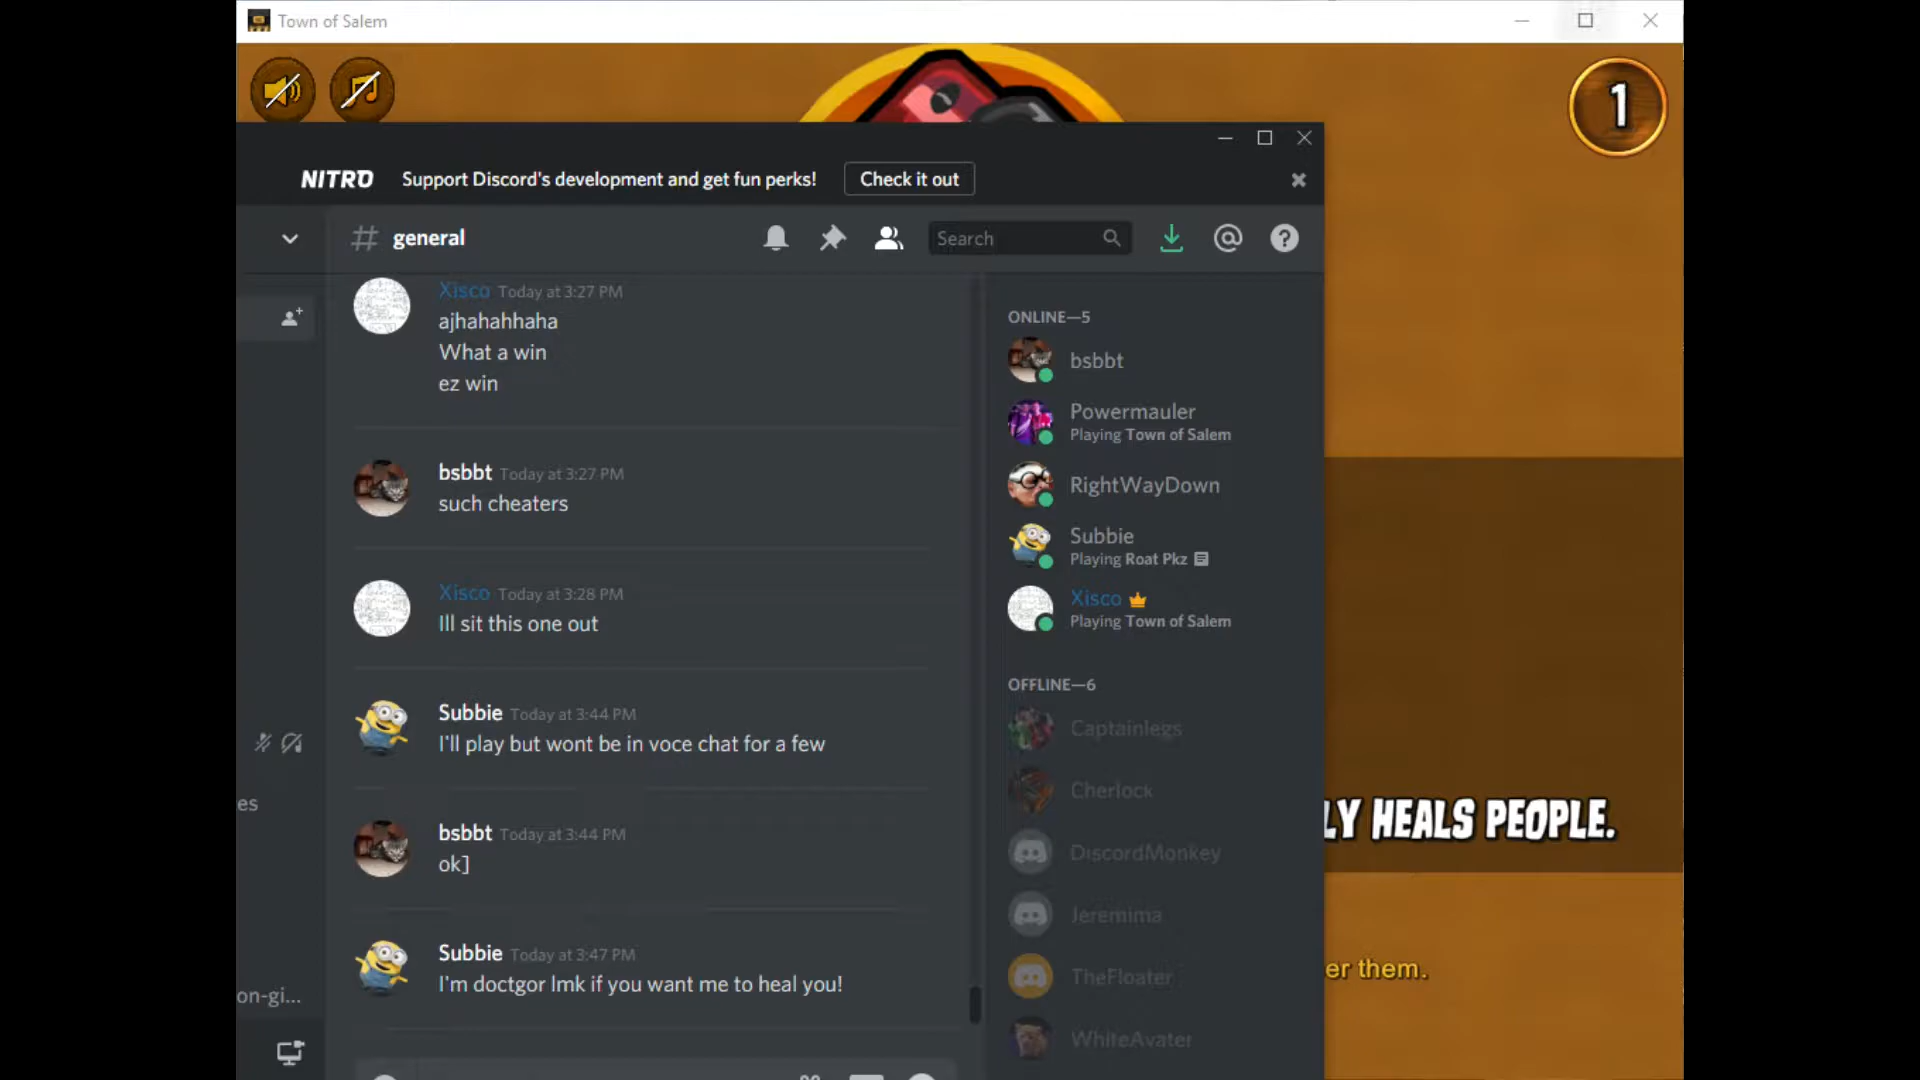 Town of Salem
1
NITRO Support Discord's development and get fun perks! Check it out
# general
Search
Xisco Today at 3:27 PM
ajhahahhaha
What a win
ez win
bsbbt Today at 3:27 PM
such cheaters
Xisco Today at 3:28 PM
Ill sit this one out
Subbie Today at 3:44 PM
I'll play but wont be in voce chat for a few
bsbbt Today at 3:44 PM
ok]
Subbie Today at 3:47 PM
I'm doctgor lmk if you want me to heal you!
es
on-gi...
ONLINE—5
bsbbt
Powermauler
Playing Town of Salem
RightWayDown
Subbie
Playing Roat Pkz
Xisco
Playing Town of Salem
OFFLINE—6
Captainlegs
Cherlock
DiscordMonkey
Jeremima
TheFloater
WhiteAvater
LY HEALS PEOPLE.
er them.